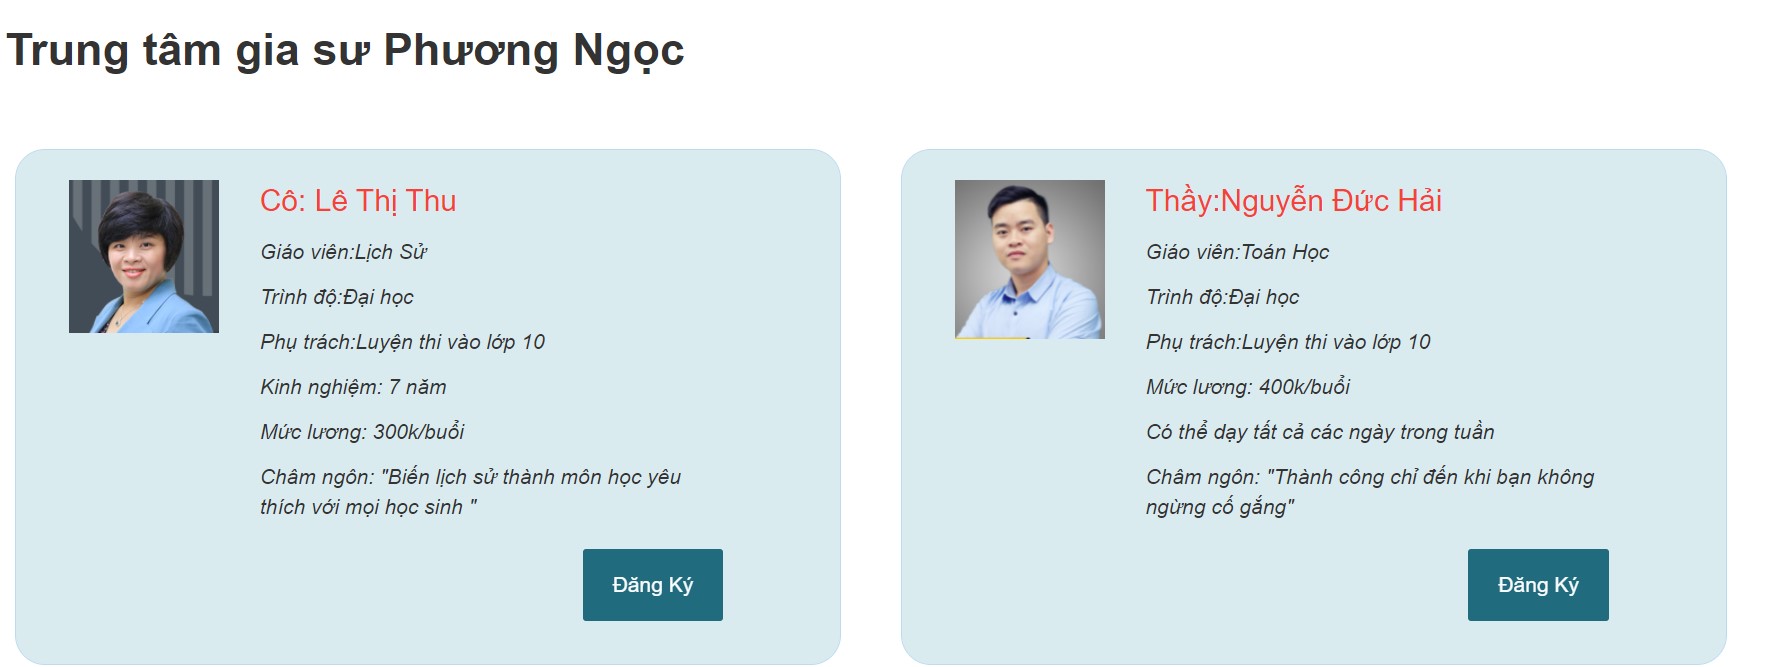 Trung tâm gia sư Phương Ngọc
Cô: Lê Thị Thu
Giáo viên:Lịch Sử
Trình độ:Đại học
Phụ trách:Luyện thi vào lớp 10
Kinh nghiệm: 7 năm
Mức lương: 300k/buổi
Châm ngôn: "Biến lịch sử thành môn học yêu
thích với mọi học sinh "
Đăng Ký
Thầy:Nguyễn Đức Hải
Giáo viên:Toán Học
Trình độ:Đại học
Phụ trách:Luyện thi vào lớp 10
Mức lương: 400k/buổi
Có thể dạy tất cả các ngày trong tuần
Châm ngôn: "Thành công chỉ đến khi bạn không
ngừng cố gắng"
Đăng Ký